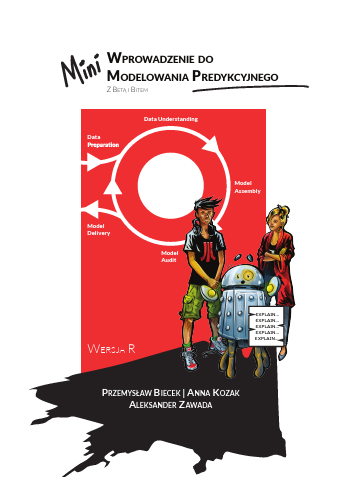 Mini
Wprowadzenie do
Modelowania Predykcyjnego
Z Betą i Bitem
Data Understanding
Data
Preparation
Model
Assembly
Model
Delivery
Model
Audit
EXPLAIN...
EXPLAIN...
EXPLAIN...
EXPLAIN...
EXPLAIN...
Wersja R
Przemysław Biecek | Anna Kozak
Aleksander Zawada